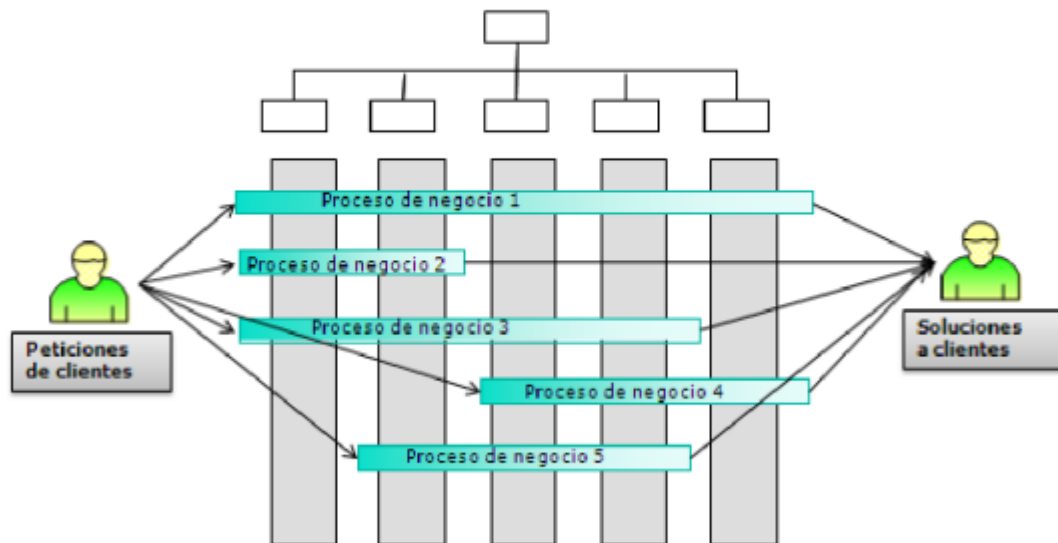 Proceso de negocio 1
Proceso de negocio 2
Proceso de negocio 3
Peticiones
de clientes
Soluciones
a clientes
Proceso de negocio 4
Proceso de negocio 5